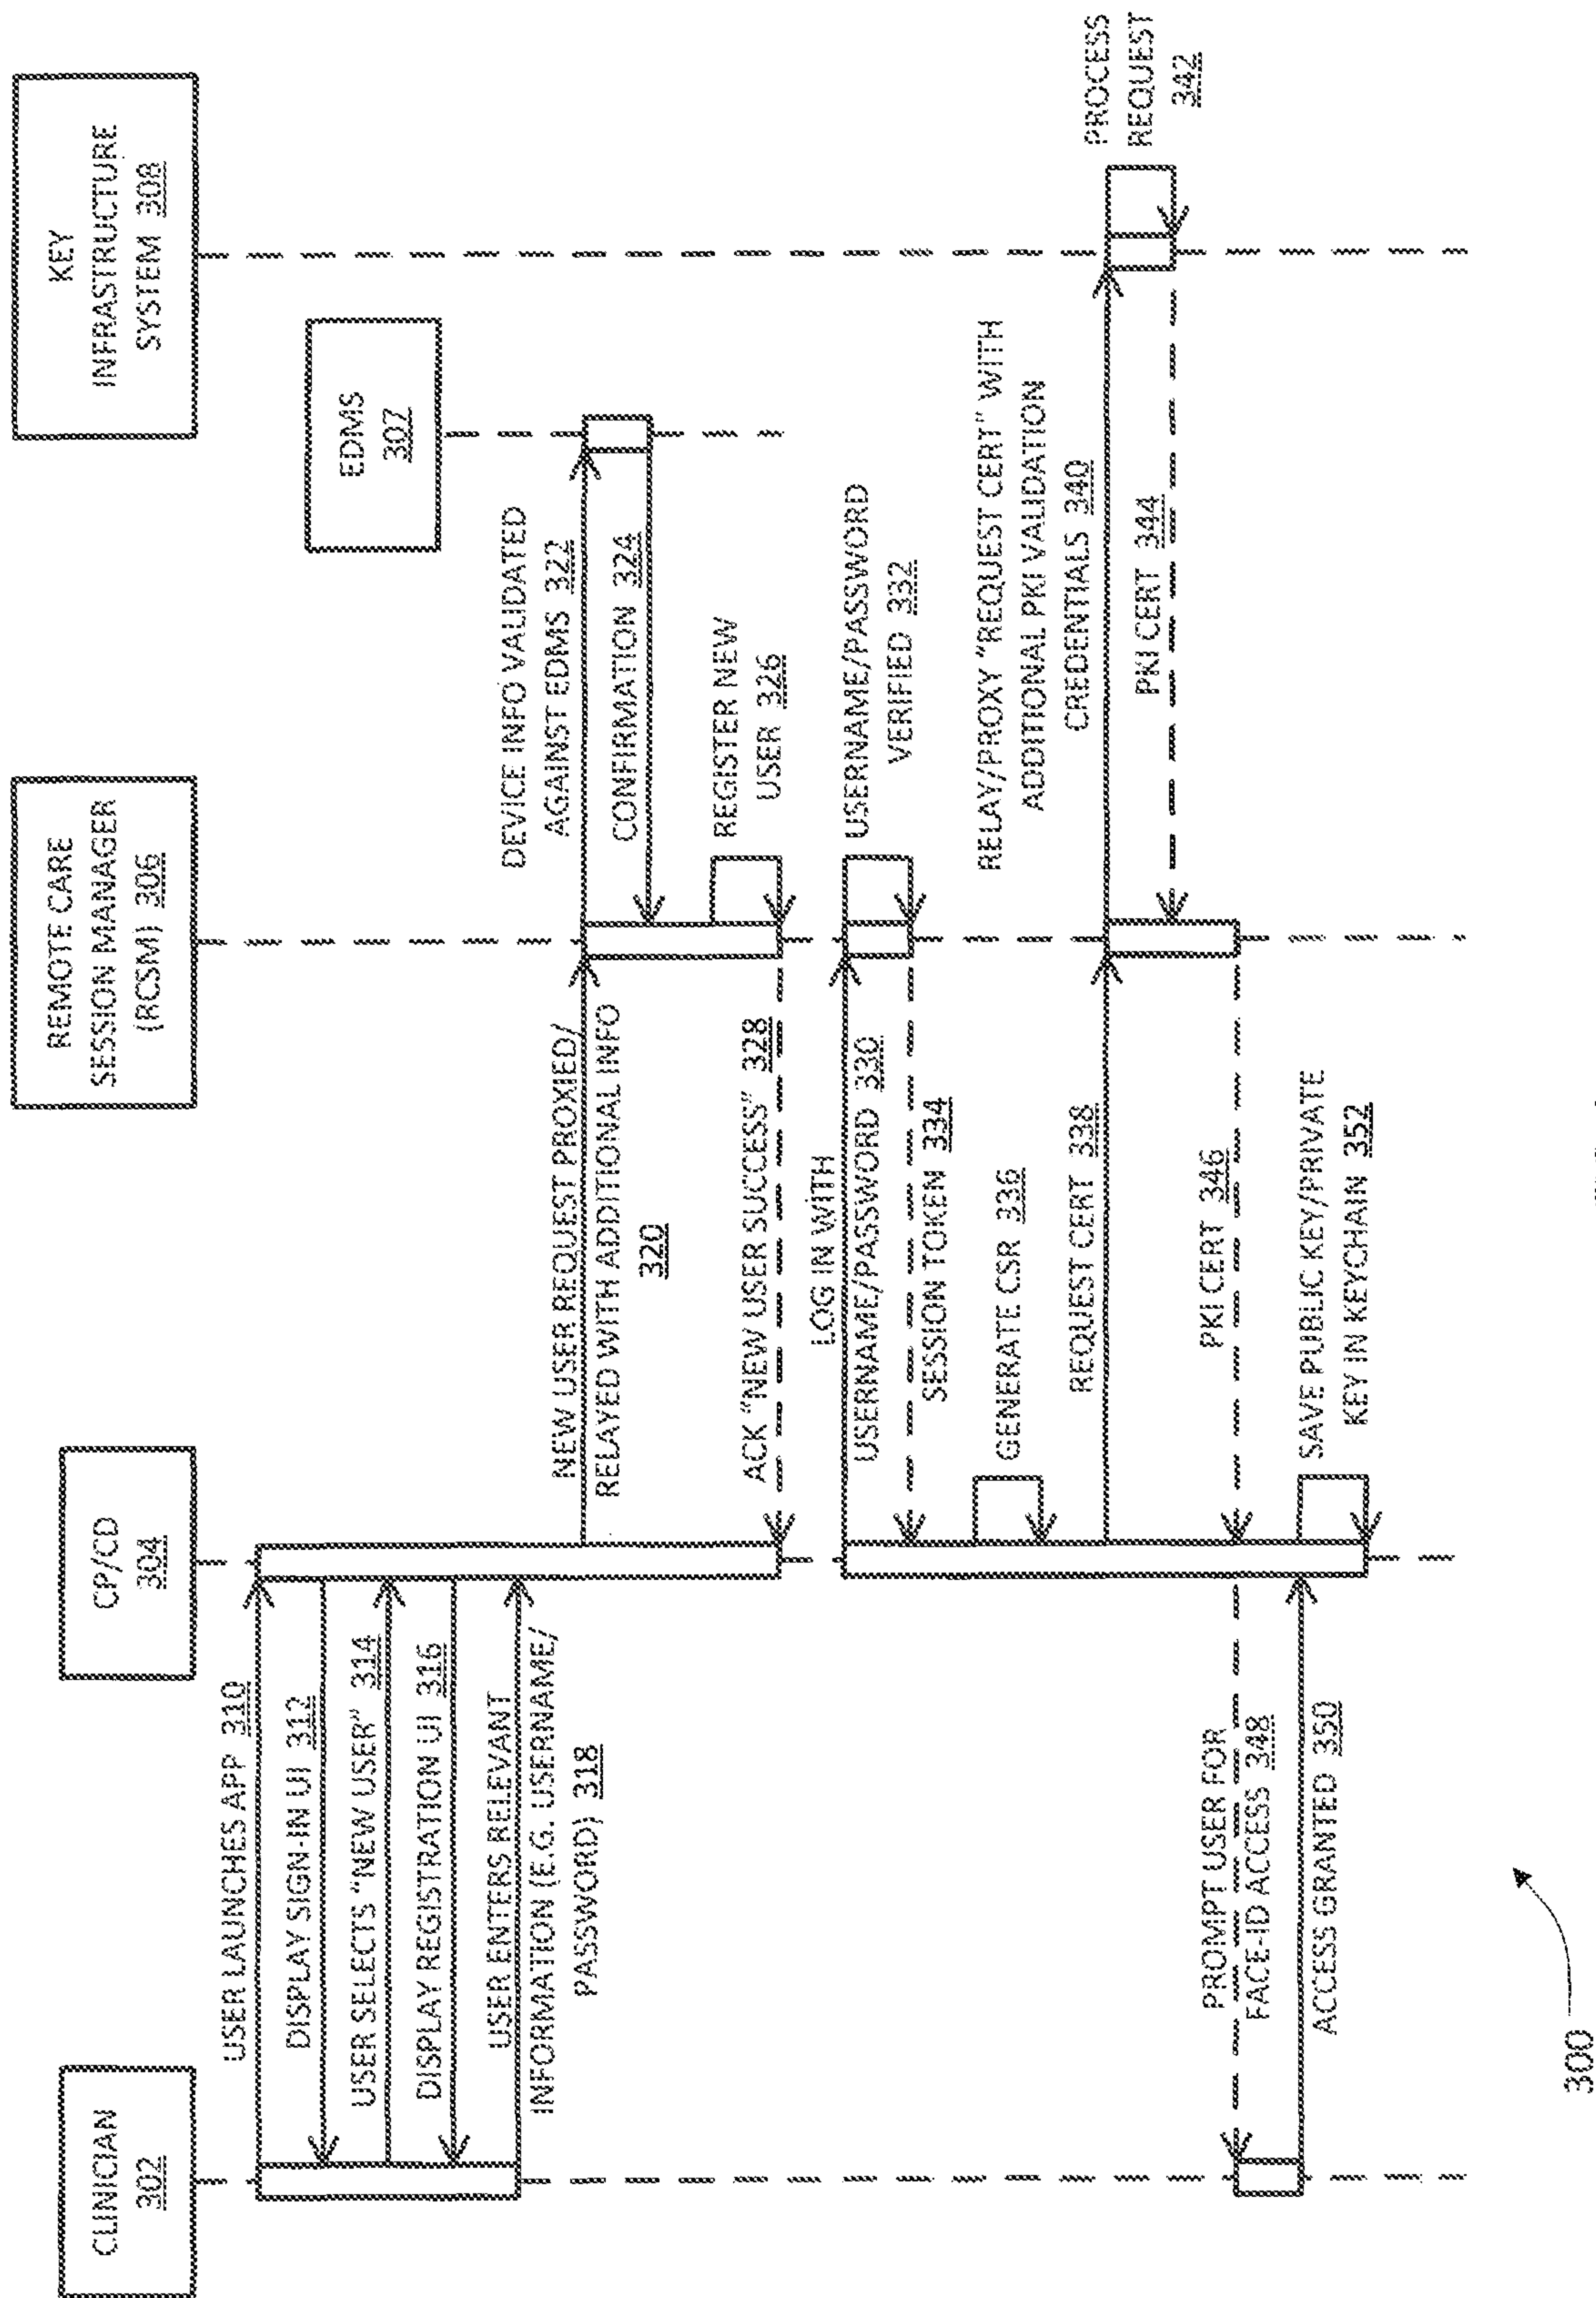 CLINICIAN
302
CP/CD
304
REMOTE CARE
SESSION MANAGER
(RCSM) 306
EDMS
307
KEY
INFRASTRUCTURE
SYSTEM 308
USER LAUNCHES APP 310
DISPLAY SIGN-IN UI 312
USER SELECTS “NEW USER” 314
DISPLAY REGISTRATION UI 316
USER ENTERS RELEVANT
INFORMATION (E.G. USERNAME/
PASSWORD) 318
NEW USER REQUEST PROXIED/
RELAYED WITH ADDITIONAL INFO
320
DEVICE INFO VALIDATED
AGAINST EDMS 322
CONFIRMATION 324
REGISTER NEW
USER 326
ACK “NEW USER SUCCESS” 328
LOG IN WITH
USERNAME/PASSWORD 330
USERNAME/PASSWORD
VERIFIED 332
SESSION TOKEN 334
GENERATE CSR 336
REQUEST CERT 338
RELAY/PROXY “REQUEST CERT” WITH
ADDITIONAL PKI VALIDATION
CREDENTIALS 340
PROCESS
REQUEST
342
PKI CERT 344
PKI CERT 346
PROMPT USER FOR
FACE-ID ACCESS 348
ACCESS GRANTED 350
SAVE PUBLIC KEY/PRIVATE
KEY IN KEYCHAIN 352
300